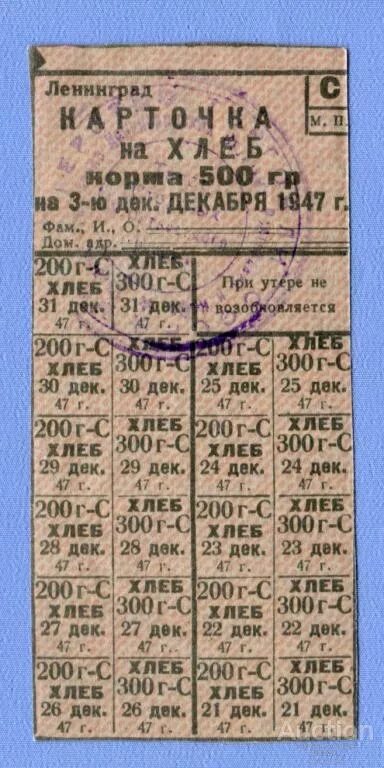 Ленинград
С
КАРТОЧКА
М. П.
на ХЛЕБ
норма 500 гр
на 3-ю дек. ДЕКАБРЯ 1947 г.
Фам., И., О.
Дом. адр.
200 г-С
ХЛЕБ
31 дек.
47 г.
ХЛЕБ
300 г-С
31 дек.
47 г.
При утере не
возобновляется
200 г-С
ХЛЕБ
30 дек.
47 г.
ХЛЕБ
300 г-С
30 дек.
47 г.
200 г-С
ХЛЕБ
25 дек.
47 г.
ХЛЕБ
300 г-С
25 дек.
47 г.
200 г-С
ХЛЕБ
29 дек.
47 г.
ХЛЕБ
300 г-С
29 дек.
47 г.
200 г-С
ХЛЕБ
24 дек.
47 г.
ХЛЕБ
300 г-С
24 дек.
47 г.
200 г-С
ХЛЕБ
28 дек.
47 г.
ХЛЕБ
300 г-С
28 дек.
47 г.
200 г-С
ХЛЕБ
23 дек.
47 г.
ХЛЕБ
300 г-С
23 дек.
47 г.
200 г-С
ХЛЕБ
27 дек.
47 г.
ХЛЕБ
300 г-С
27 дек.
47 г.
200 г-С
ХЛЕБ
22 дек.
47 г.
ХЛЕБ
300 г-С
22 дек.
47 г.
200 г-С
ХЛЕБ
26 дек.
47 г.
ХЛЕБ
300 г-С
26 дек.
47 г.
200 г-С
ХЛЕБ
21 дек.
47 г.
ХЛЕБ
300 г-С
21 дек.
47 г.
Auction